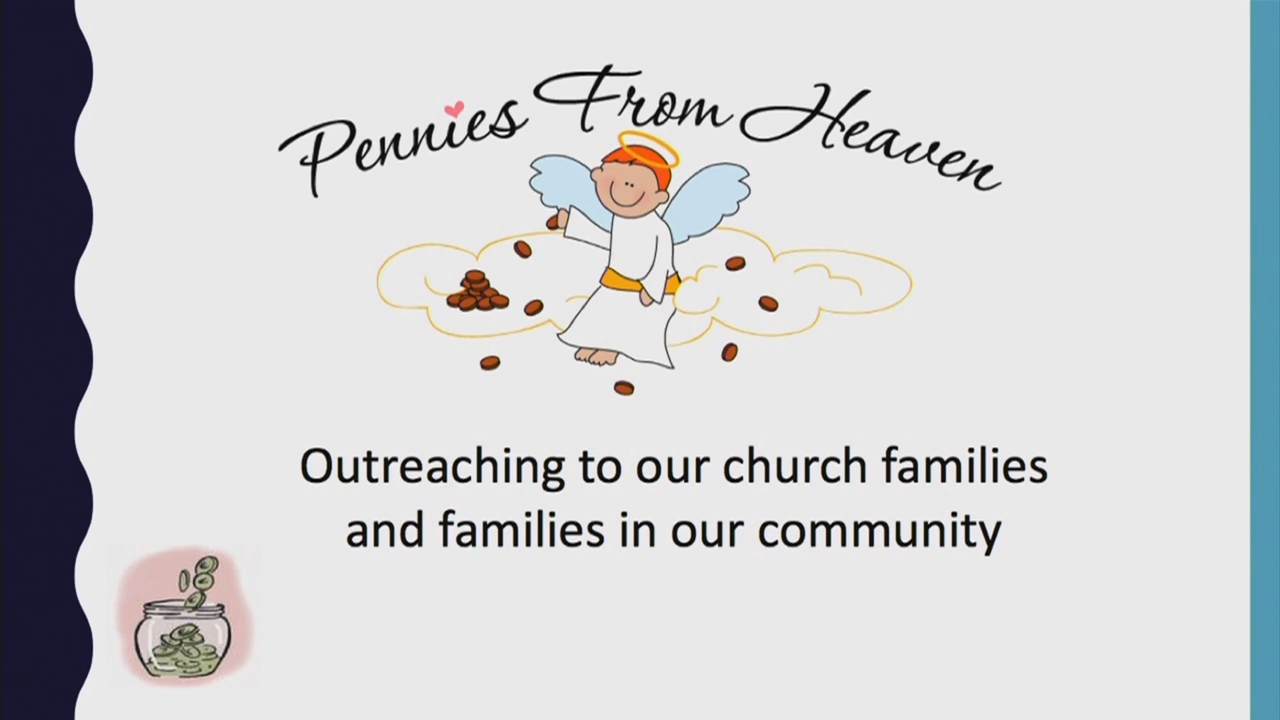 Pennies From Heaven
Outreaching to our church families
and families in our community